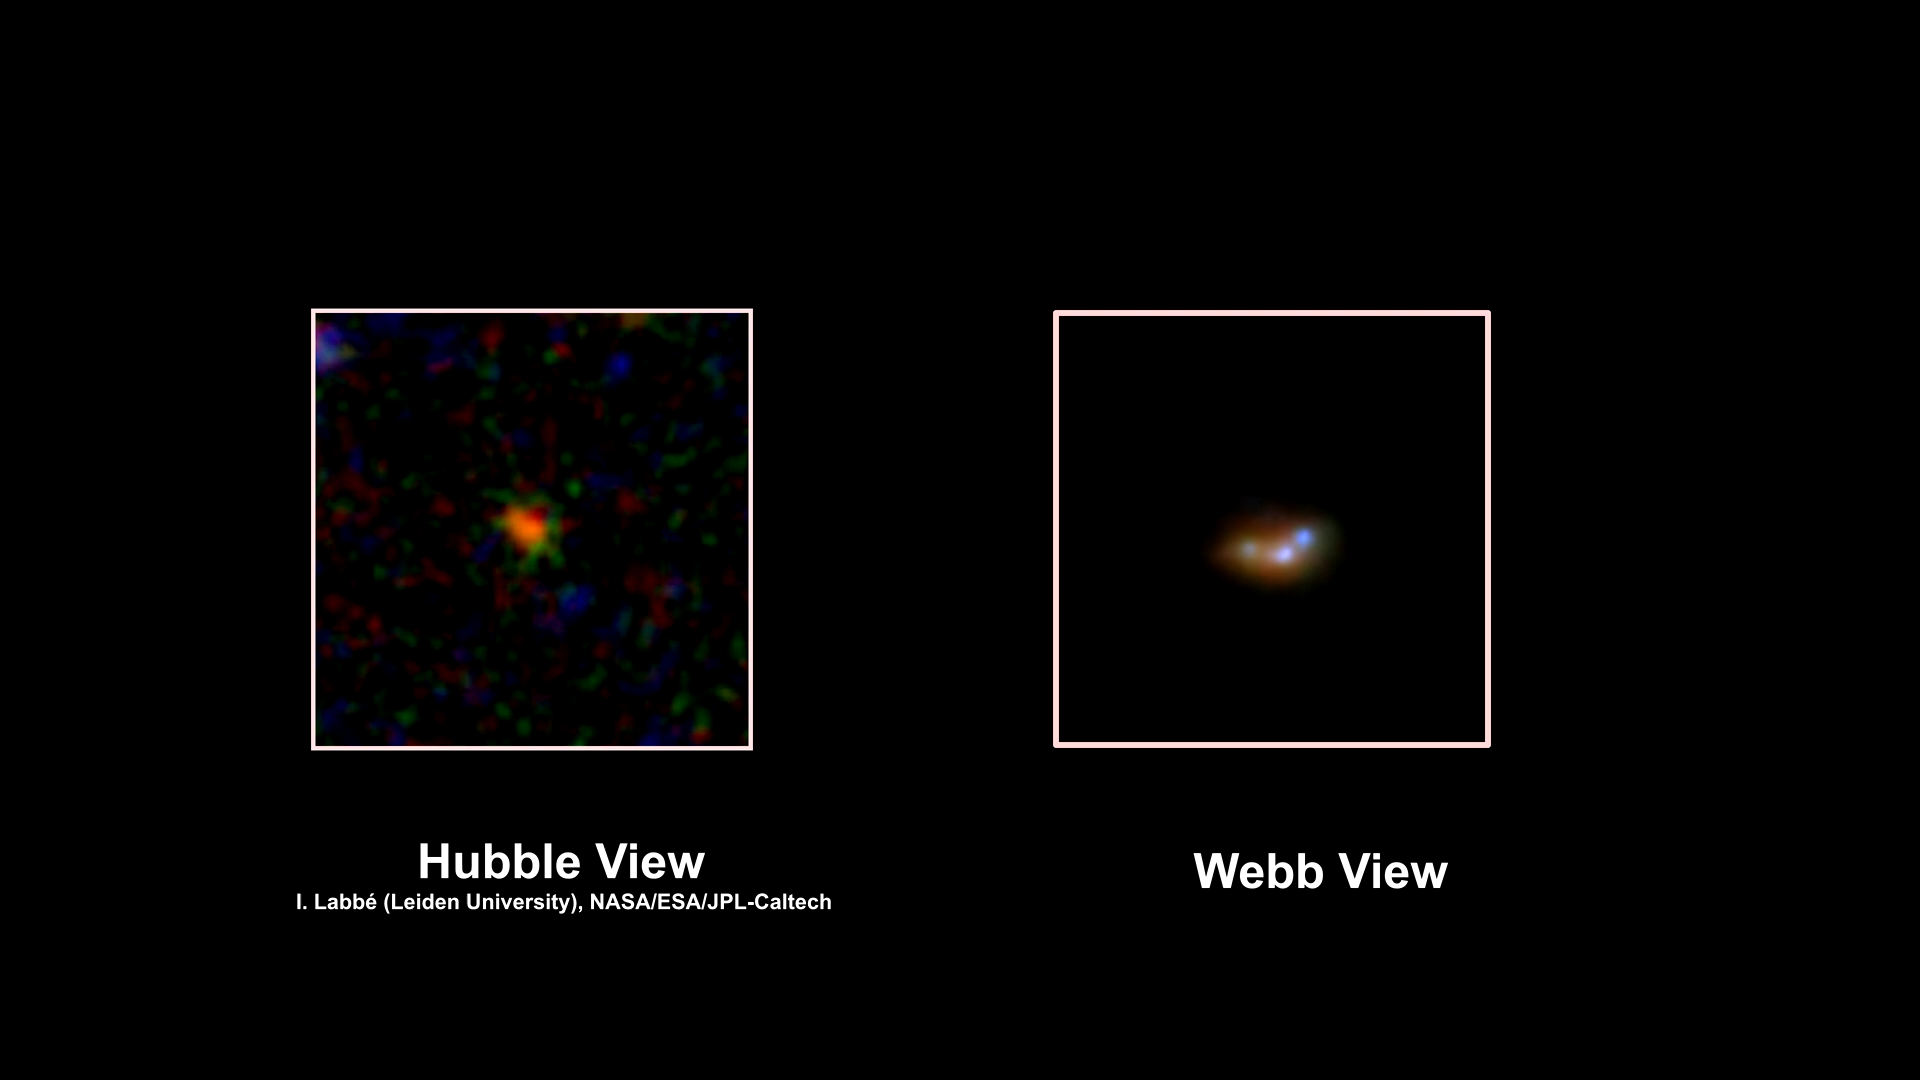 Hubble View
I. Labbé (Leiden University), NASA/ESA/JPL-Caltech
Webb View